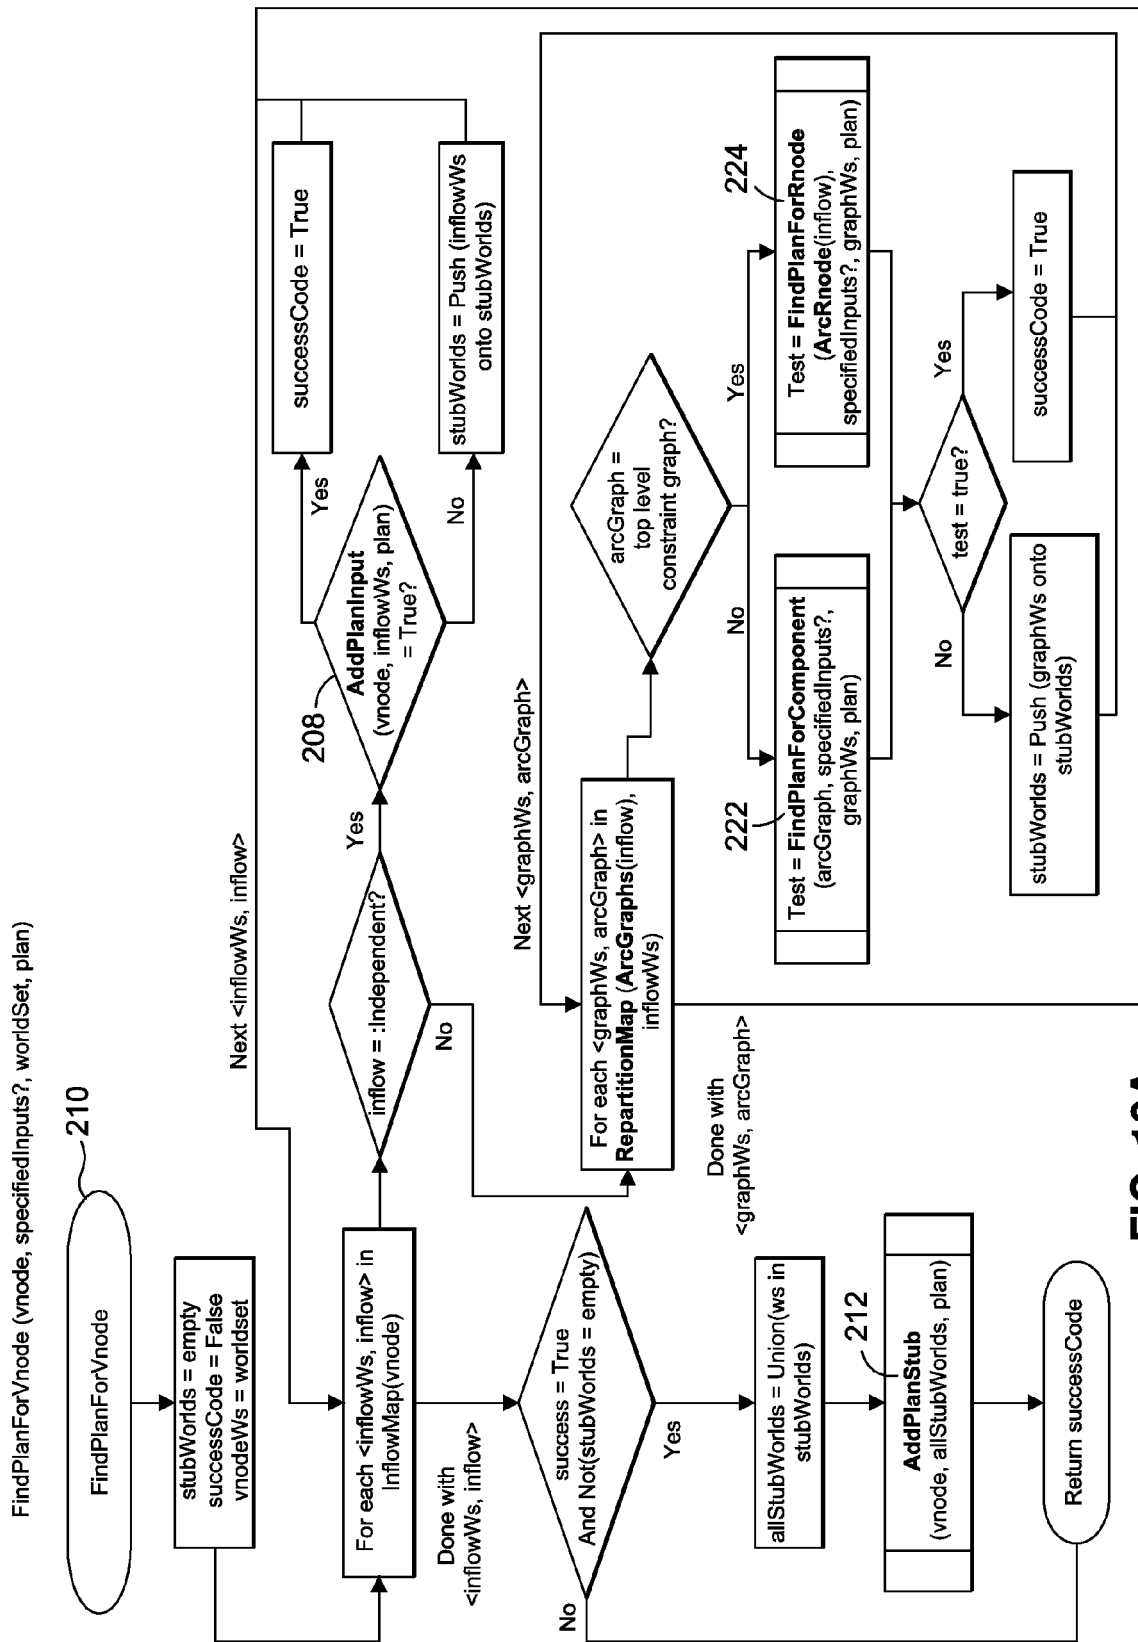 FindPlanForVnode (vnode, specifiedInputs?, worldSet, plan)
FindPlanForVnode
210
stubWorlds = empty
successCode = False
vnodeWs = worldset
Next <inflowWs, inflow>
For each <inflowWs, inflow> in
InflowMap(vnode)
inflow = :Independent?
Yes
No
208
AddPlanInput
(vnode, inflowWs, plan)
= True?
Yes
successCode = True
No
stubWorlds = Push (inflowWs
onto stubWorlds)
Done with
<inflowWs, inflow>
success = True
And Not(stubWorlds = empty)
No
Yes
allStubWorlds = Union(ws in
stubWorlds)
212
AddPlanStub
(vnode, allStubWorlds, plan)
Return successCode
Next <graphWs, arcGraph>
For each <graphWs, arcGraph> in
RepartitionMap (ArcGraphs(inflow),
inflowWs)
Done with
<graphWs, arcGraph>
arcGraph =
top level
constraint graph?
No
Yes
222
Test = FindPlanForComponent
(arcGraph, specifiedInputs?,
graphWs, plan)
224
Test = FindPlanForRnode
(ArcRnode(inflow),
specifiedInputs?, graphWs, plan)
test = true?
No
Yes
stubWorlds = Push (graphWs onto
stubWorlds)
successCode = True